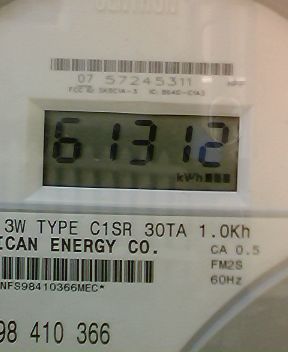 07 57245311
61312
kWh
3W TYPE C1SR 30TA 1.0Kh
ICAN ENERGY CO.
CA 0.5
FM2S
NFS98410366MEC*
60Hz
98 410 366